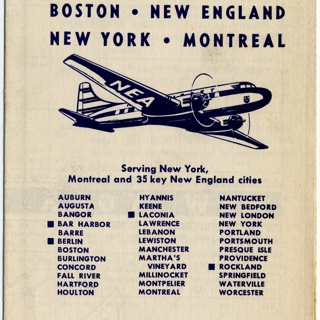 BOSTON • NEW ENGLAND
NEW YORK • MONTREAL
NEA
Serving New York,
Montreal and 35 key New England cities
AUBURN
AUGUSTA
BANGOR
■ BAR HARBOR
BARRE
■ BERLIN
BOSTON
BURLINGTON
CONCORD
FALL RIVER
HARTFORD
HOULTON
HYANNIS
KEENE
■ LACONIA
LAWRENCE
LEBANON
LEWISTON
MANCHESTER
MARTHA'S
VINEYARD
MILLINOCKET
MONTPELIER
MONTREAL
NANTUCKET
NEW BEDFORD
NEW LONDON
NEW YORK
PORTLAND
PORTSMOUTH
PRESQUE ISLE
PROVIDENCE
■ ROCKLAND
SPRINGFIELD
WATERVILLE
WORCESTER